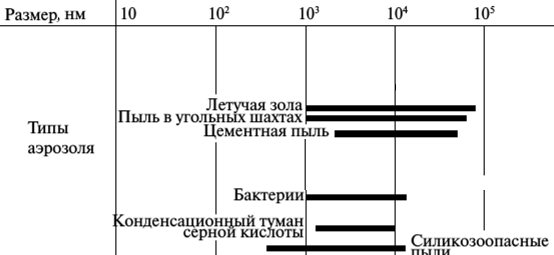 Размер, нм 10 10² 10³ 10⁴ 10⁵
Летучая зола
Пыль в угольных шахтах
Цементная пыль
Типы
аэрозоля
Бактерии
Конденсационный туман
серной кислоты
Силикозоопасные
пыли